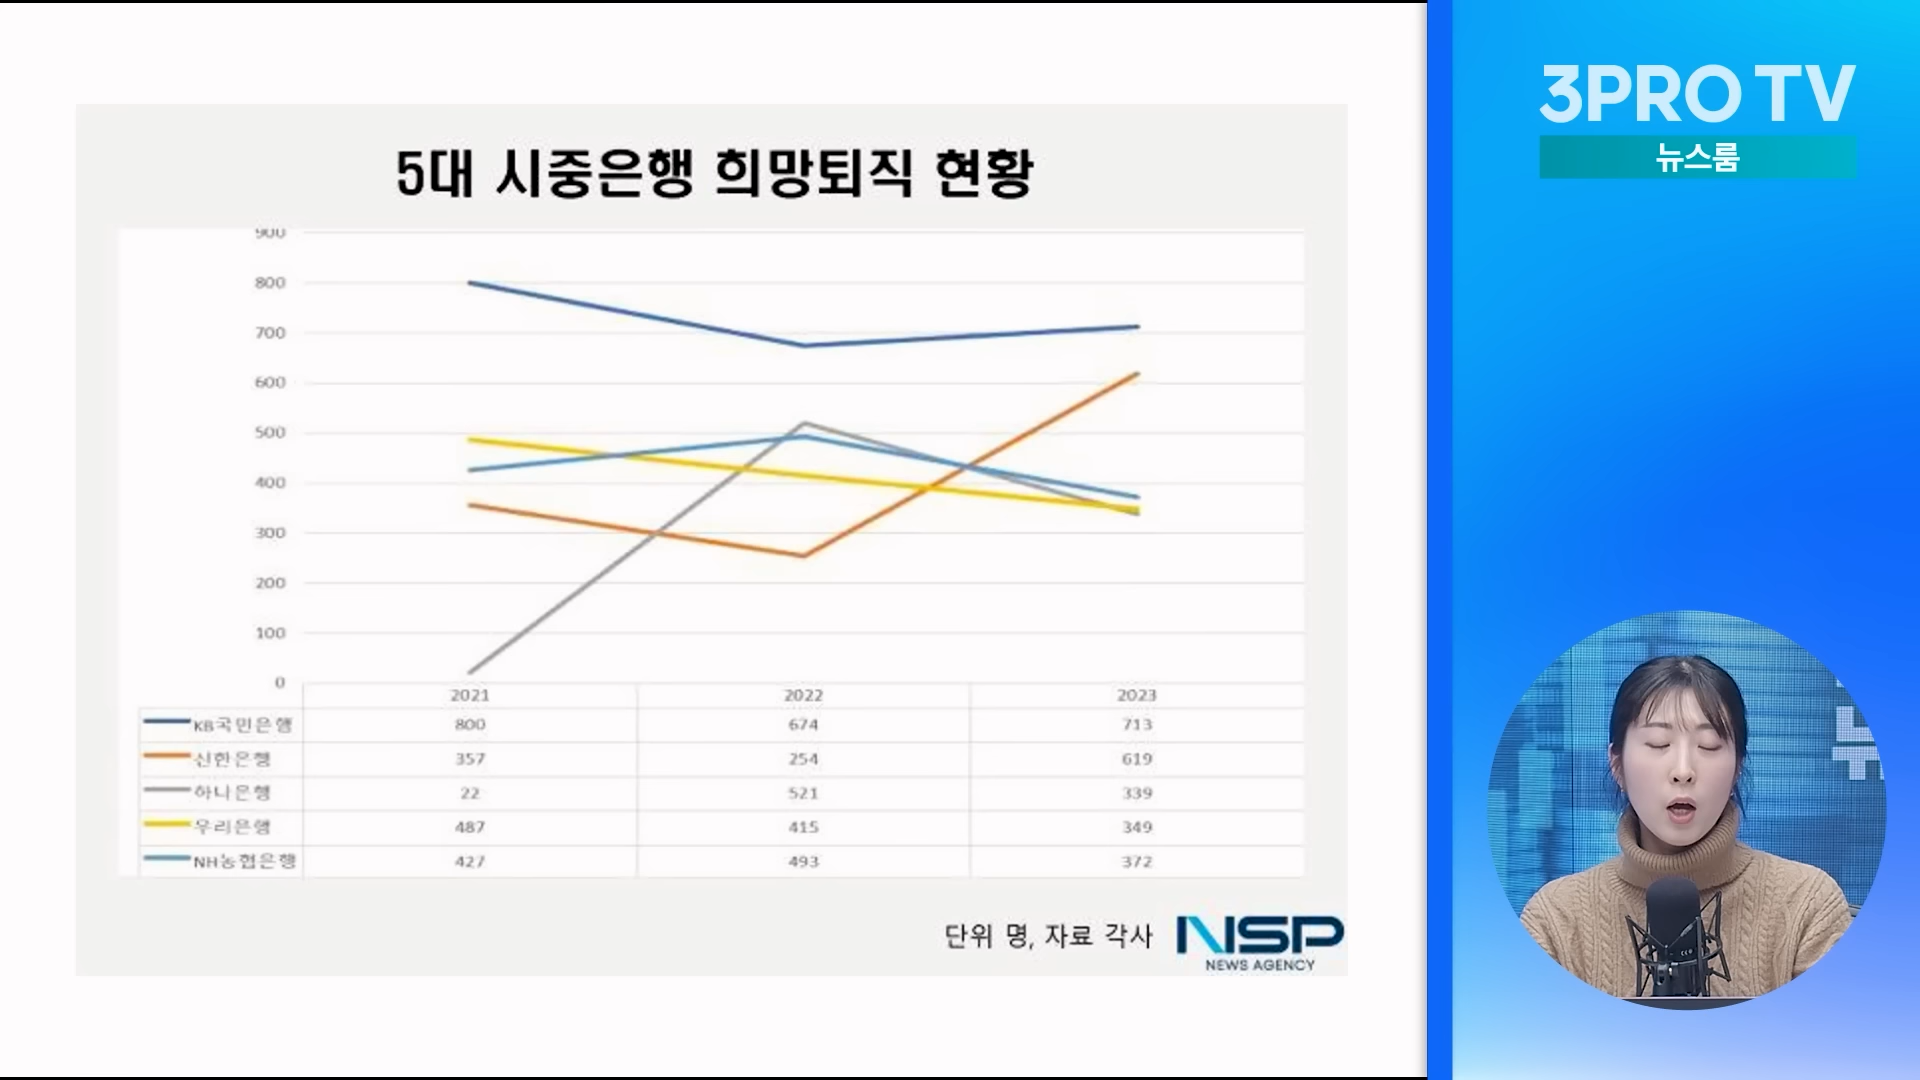 3PRO TV
뉴스룸
5대 시중은행 희망퇴직 현황
900
800
700
600
500
400
300
200
100
0
2021 2022 2023
KB국민은행 800 674 713
신한은행 357 254 619
하나은행 22 521 339
우리은행 487 415 349
NH농협은행 427 493 372
단위 명, 자료 각사
NSP
NEWS AGENCY